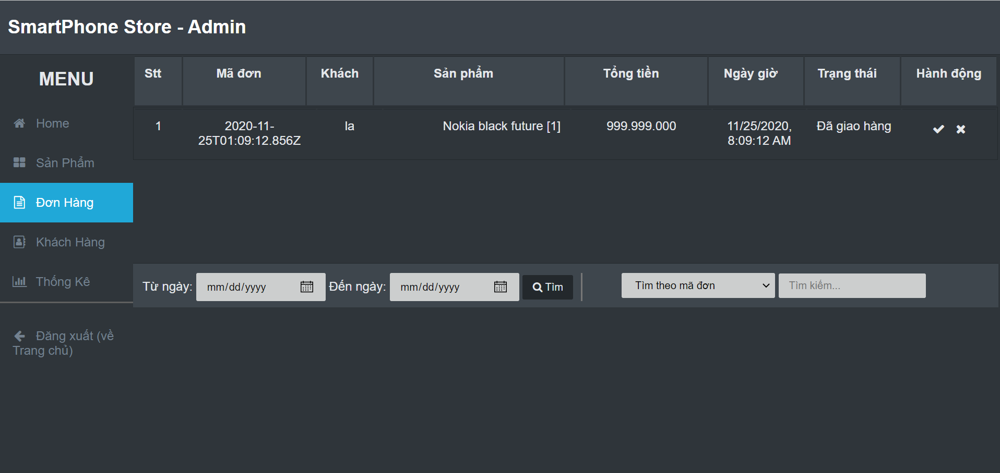 SmartPhone Store - Admin
MENU
Home
Sản Phẩm
Đơn Hàng
Khách Hàng
Thống Kê
Đăng xuất (về
Trang chủ)
Stt Mã đơn Khách Sản phẩm Tổng tiền Ngày giờ Trạng thái Hành động
1 2020-11- la Nokia black future [1] 999.999.000 11/25/2020, Đã giao hàng
25T01:09:12.856Z 8:09:12 AM
Từ ngày: mm/dd/yyyy Đến ngày: mm/dd/yyyy Tìm Tìm theo mã đơn Tìm kiếm...